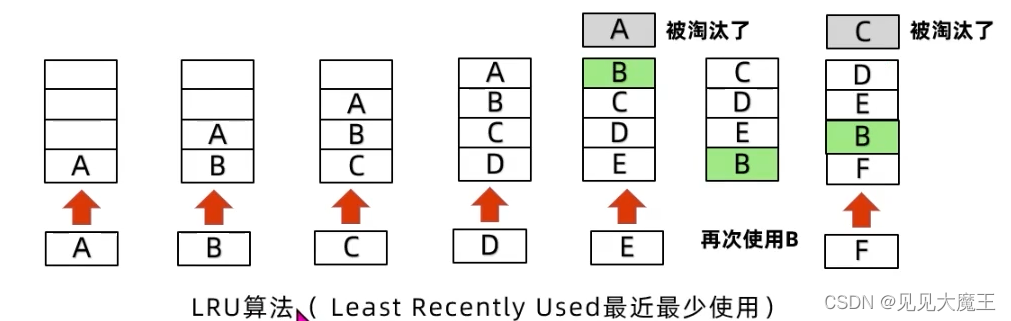 A 被淘汰了 C 被淘汰了
A B C D
A B C D E
A B C D E B
A B C D E B F
A B C D E 再次使用B F
LRU算法（ Least Recently Used最近最少使用）
CSDN @见见大魔王